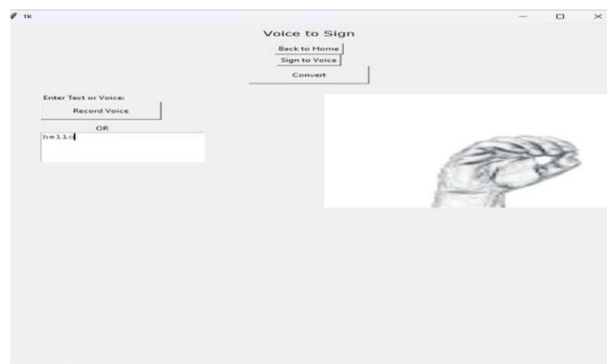 tk
Voice to Sign
Back to Home
Sign to Voice
Convert
Enter Text or Voice:
Record Voice
OR
hello